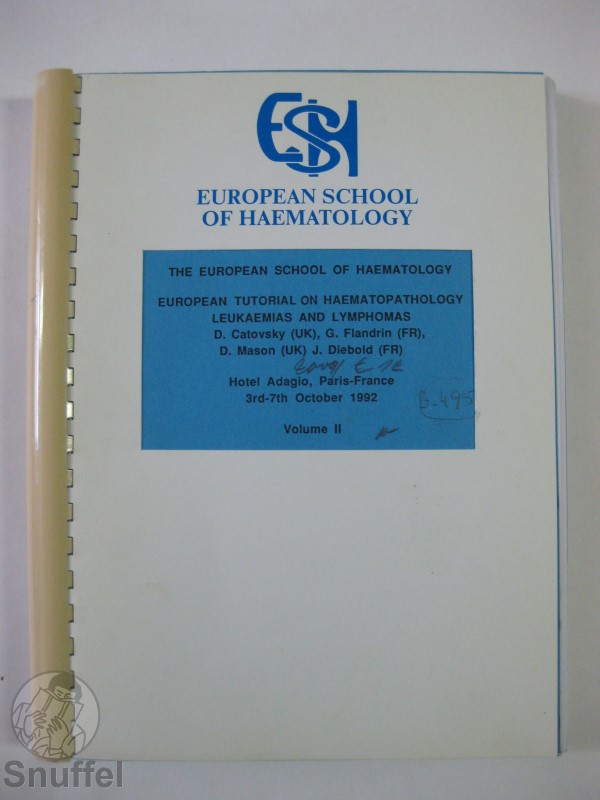 ESH
EUROPEAN SCHOOL
OF HAEMATOLOGY
THE EUROPEAN SCHOOL OF HAEMATOLOGY
EUROPEAN TUTORIAL ON HAEMATOPATHOLOGY
LEUKAEMIAS AND LYMPHOMAS
D. Catovsky (UK), G. Flandrin (FR),
D. Mason (UK) J. Diebold (FR)
Hotel Adagio, Paris-France
3rd-7th October 1992
Volume II
Snuffel